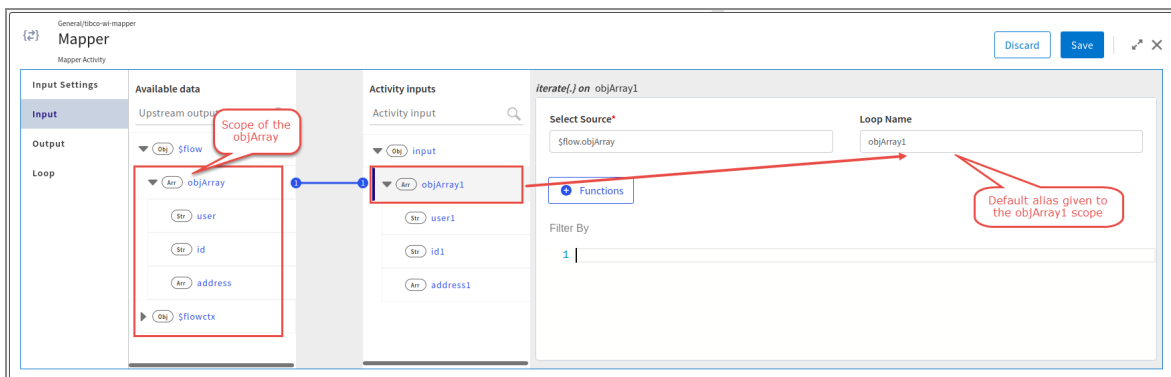 General/tibco-wi-mapper
Mapper
Mapper Activity
Discard
Save
Input Settings
Input
Output
Loop
Available data
Upstream output
Scope of the
objArray
Obj $flow
Arr objArray
Str user
Str id
Arr address
Obj $flowctx
1
1
Activity inputs
Activity input
Obj input
Arr objArray1
Str user1
Str id1
Arr address1
iterate(.) on objArray1
Select Source*
$flow.objArray
Loop Name
objArray1
Functions
Default alias given to
the objArray1 scope
Filter By
1